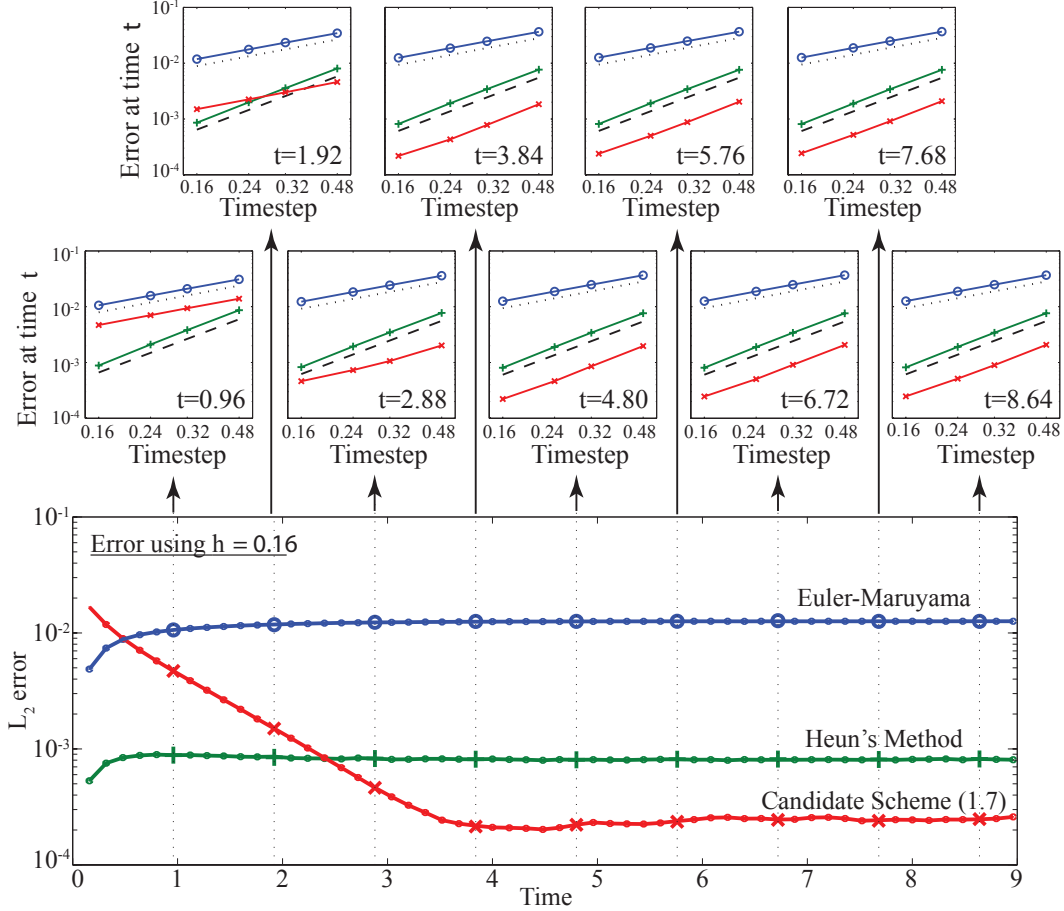 Error at time t
10⁻¹
10⁻²
10⁻³
10⁻⁴
t=1.92
t=3.84
t=5.76
t=7.68
0.16 0.24 0.32 0.48
0.16 0.24 0.32 0.48
0.16 0.24 0.32 0.48
0.16 0.24 0.32 0.48
Timestep
Timestep
Timestep
Timestep
Error at time t
10⁻¹
10⁻²
10⁻³
10⁻⁴
t=0.96
t=2.88
t=4.80
t=6.72
t=8.64
0.16 0.24 0.32 0.48
0.16 0.24 0.32 0.48
0.16 0.24 0.32 0.48
0.16 0.24 0.32 0.48
0.16 0.24 0.32 0.48
Timestep
Timestep
Timestep
Timestep
Timestep
L₂ error
10⁻¹
10⁻²
10⁻³
10⁻⁴
Error using h = 0.16
Euler-Maruyama
Heun's Method
Candidate Scheme (1.7)
0 1 2 3 4 5 6 7 8 9
Time